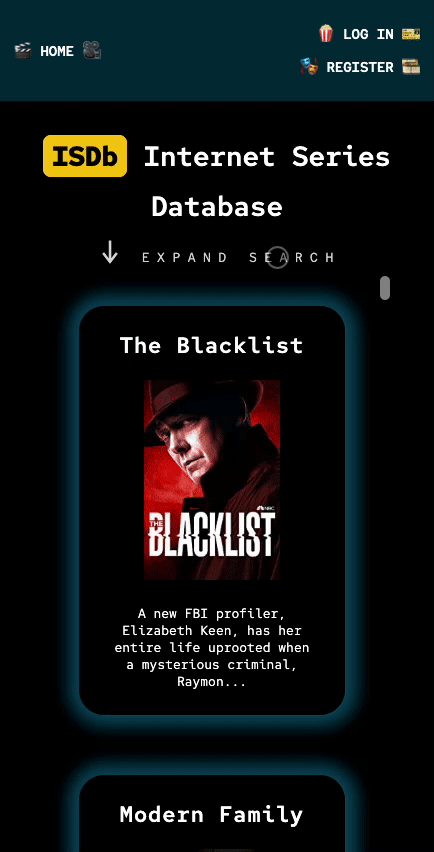 HOME
LOG IN
REGISTER
ISDb Internet Series
Database
EXPAND SEARCH
The Blacklist
THE
BLACKLIST
NBC
A new FBI profiler,
Elizabeth Keen, has her
entire life uprooted when
a mysterious criminal,
Raymon...
Modern Family